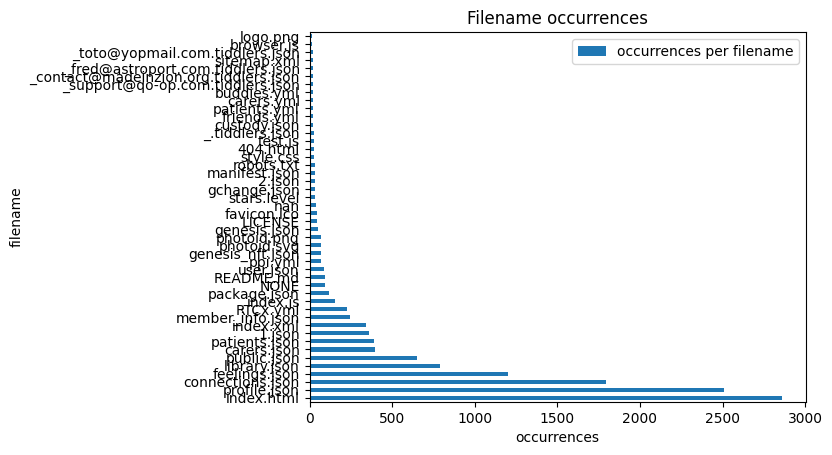 Filename occurrences
occurrences per filename
filename
logo.png
browser.js
_toto@yopmail.com.tiddlers.json
sitemap.xml
_fred@astroport.com.tiddlers.json
_contact@madeinzion.org.tiddlers.json
_support@qo-op.com.tiddlers.json
buddies.yml
carers.yml
patients.yml
friends.yml
custody.json
_.tiddlers.json
test.js
404.html
style.css
robots.txt
manifest.json
2.json
gchange.json
stars.level
nan
favicon.ico
LICENSE
genesis.json
photoid.png
photoid.svg
genesis_nft.json
ppi.yml
user.json
README.md
NONE
package.json
index.js
RTCx.yml
member_info.json
index.xml
1.json
patients.json
carers.json
public.json
library.json
feelings.json
connections.json
profile.json
index.html
0 500 1000 1500 2000 2500 3000
occurrences